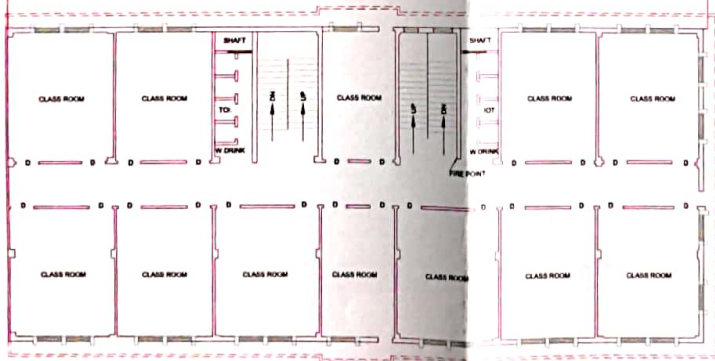 SHAFT
SHAFT
CLASS ROOM
CLASS ROOM
DN
UP
CLASS ROOM
UP
DN
CLASS ROOM
CLASS ROOM
TOI
IOT
W.DRINK
W.DRINK
D D D D D D D D D D
FIRE POINT
D D D D D D D D D D D D D D
CLASS ROOM
CLASS ROOM
CLASS ROOM
CLASS ROOM
CLASS ROOM
CLASS ROOM
CLASS ROOM